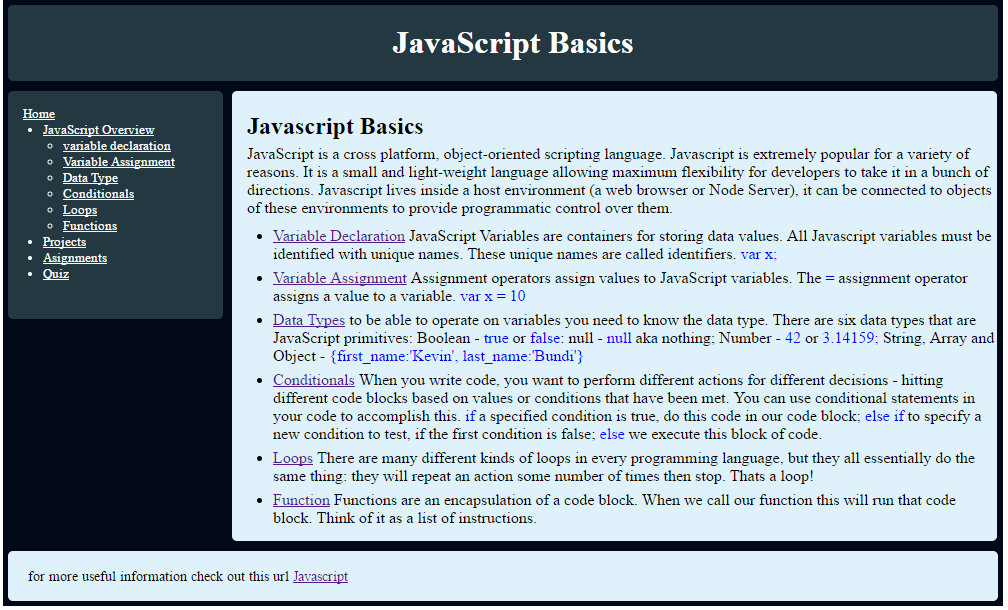 JavaScript Basics
Home
JavaScript Overview
variable declaration
Variable Assignment
Data Type
Conditionals
Loops
Functions
Projects
Asignments
Quiz
Javascript Basics
JavaScript is a cross platform, object-oriented scripting language. Javascript is extremely popular for a variety of
reasons. It is a small and light-weight language allowing maximum flexibility for developers to take it in a bunch of
directions. Javascript lives inside a host environment (a web browser or Node Server), it can be connected to objects
of these environments to provide programmatic control over them.
Variable Declaration JavaScript Variables are containers for storing data values. All Javascript variables must be
identified with unique names. These unique names are called identifiers. var x;
Variable Assignment Assignment operators assign values to JavaScript variables. The = assignment operator
assigns a value to a variable. var x = 10
Data Types to be able to operate on variables you need to know the data type. There are six data types that are
JavaScript primitives: Boolean - true or false: null - null aka nothing; Number - 42 or 3.14159; String, Array and
Object - {first_name:'Kevin', last_name:'Bundi'}
Conditionals When you write code, you want to perform different actions for different decisions - hitting
different code blocks based on values or conditions that have been met. You can use conditional statements in
your code to accomplish this. if a specified condition is true, do this code in our code block; else if to specify a
new condition to test, if the first condition is false; else we execute this block of code.
Loops There are many different kinds of loops in every programming language, but they all essentially do the
same thing: they will repeat an action some number of times then stop. Thats a loop!
Function Functions are an encapsulation of a code block. When we call our function this will run that code
block. Think of it as a list of instructions.
for more useful information check out this url Javascript